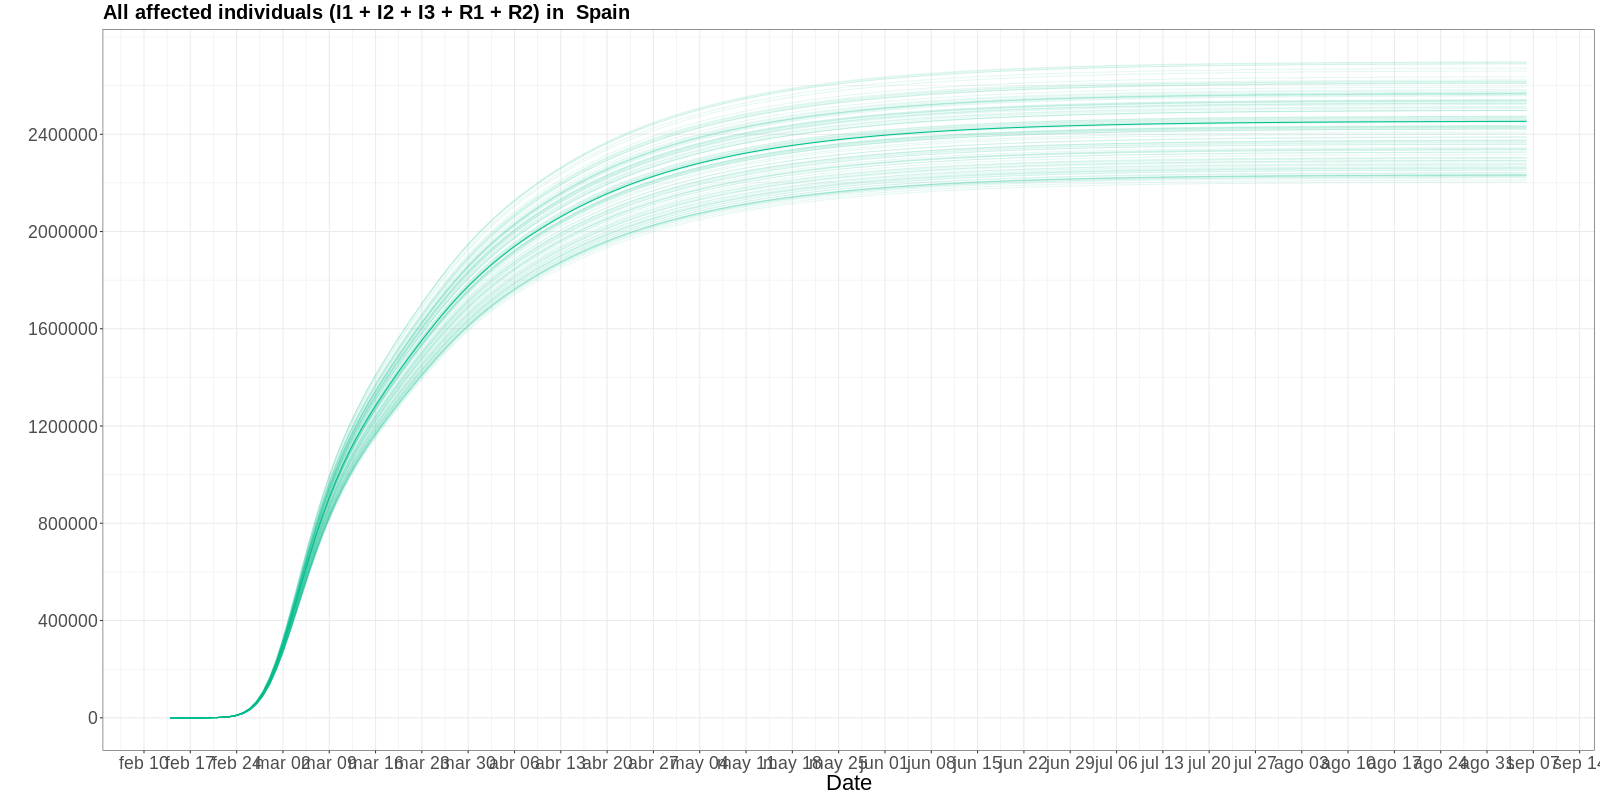 All affected individuals (I1 + I2 + I3 + R1 + R2) in  Spain
2400000
2000000
1600000
1200000
800000
400000
0
feb 10 feb 17 feb 24 mar 02 mar 09 mar 16 mar 23 mar 30 abr 06 abr 13 abr 20 abr 27 may 04 may 11 may 18 may 25 jun 01 jun 08 jun 15 jun 22 jun 29 jul 06 jul 13 jul 20 jul 27 ago 03 ago 10 ago 17 ago 24 ago 31 sep 07 sep 14
Date